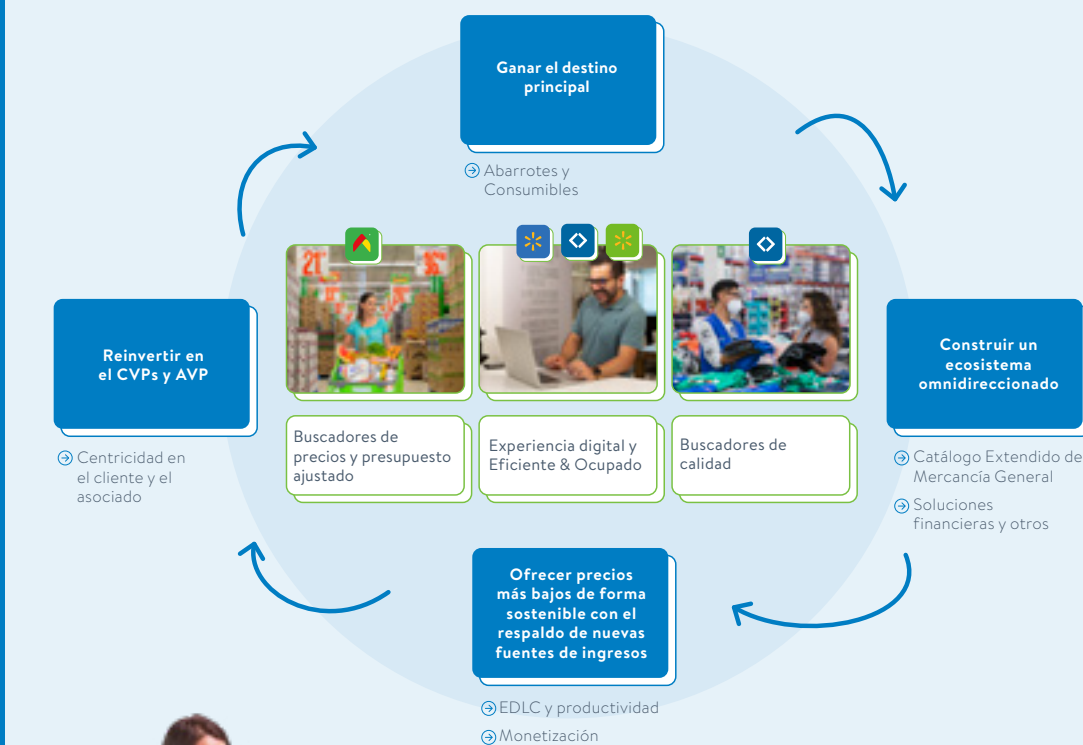 Ganar el destino
principal
Abarrotes y
Consumibles
Reinvertir en
el CVPs y AVP
Centricidad en
el cliente y el
asociado
Buscadores de
precios y presupuesto
ajustado
Experiencia digital y
Eficiente & Ocupado
Buscadores de
calidad
Construir un
ecosistema
omnidireccionado
Catálogo Extendido de
Mercancía General
Soluciones
financieras y otros
Ofrecer precios
más bajos de forma
sostenible con el
respaldo de nuevas
fuentes de ingresos
EDLC y productividad
Monetización